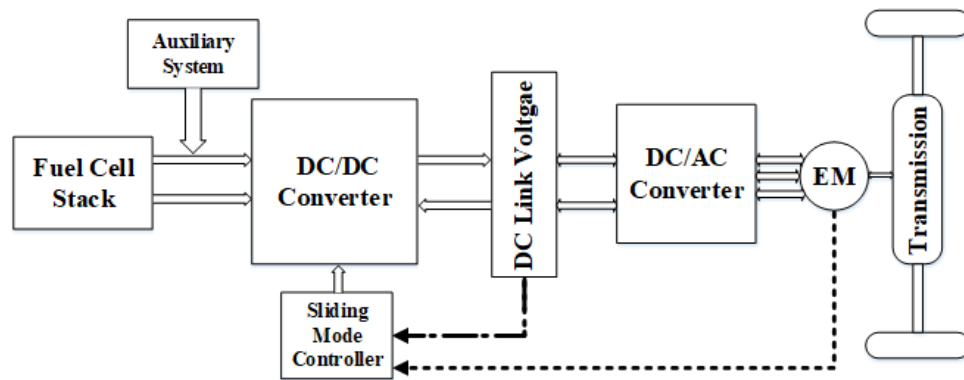 Auxiliary
System
Fuel Cell
Stack
DC/DC
Converter
DC Link Voltgae
DC/AC
Converter
EM
Transmission
Sliding
Mode
Controller